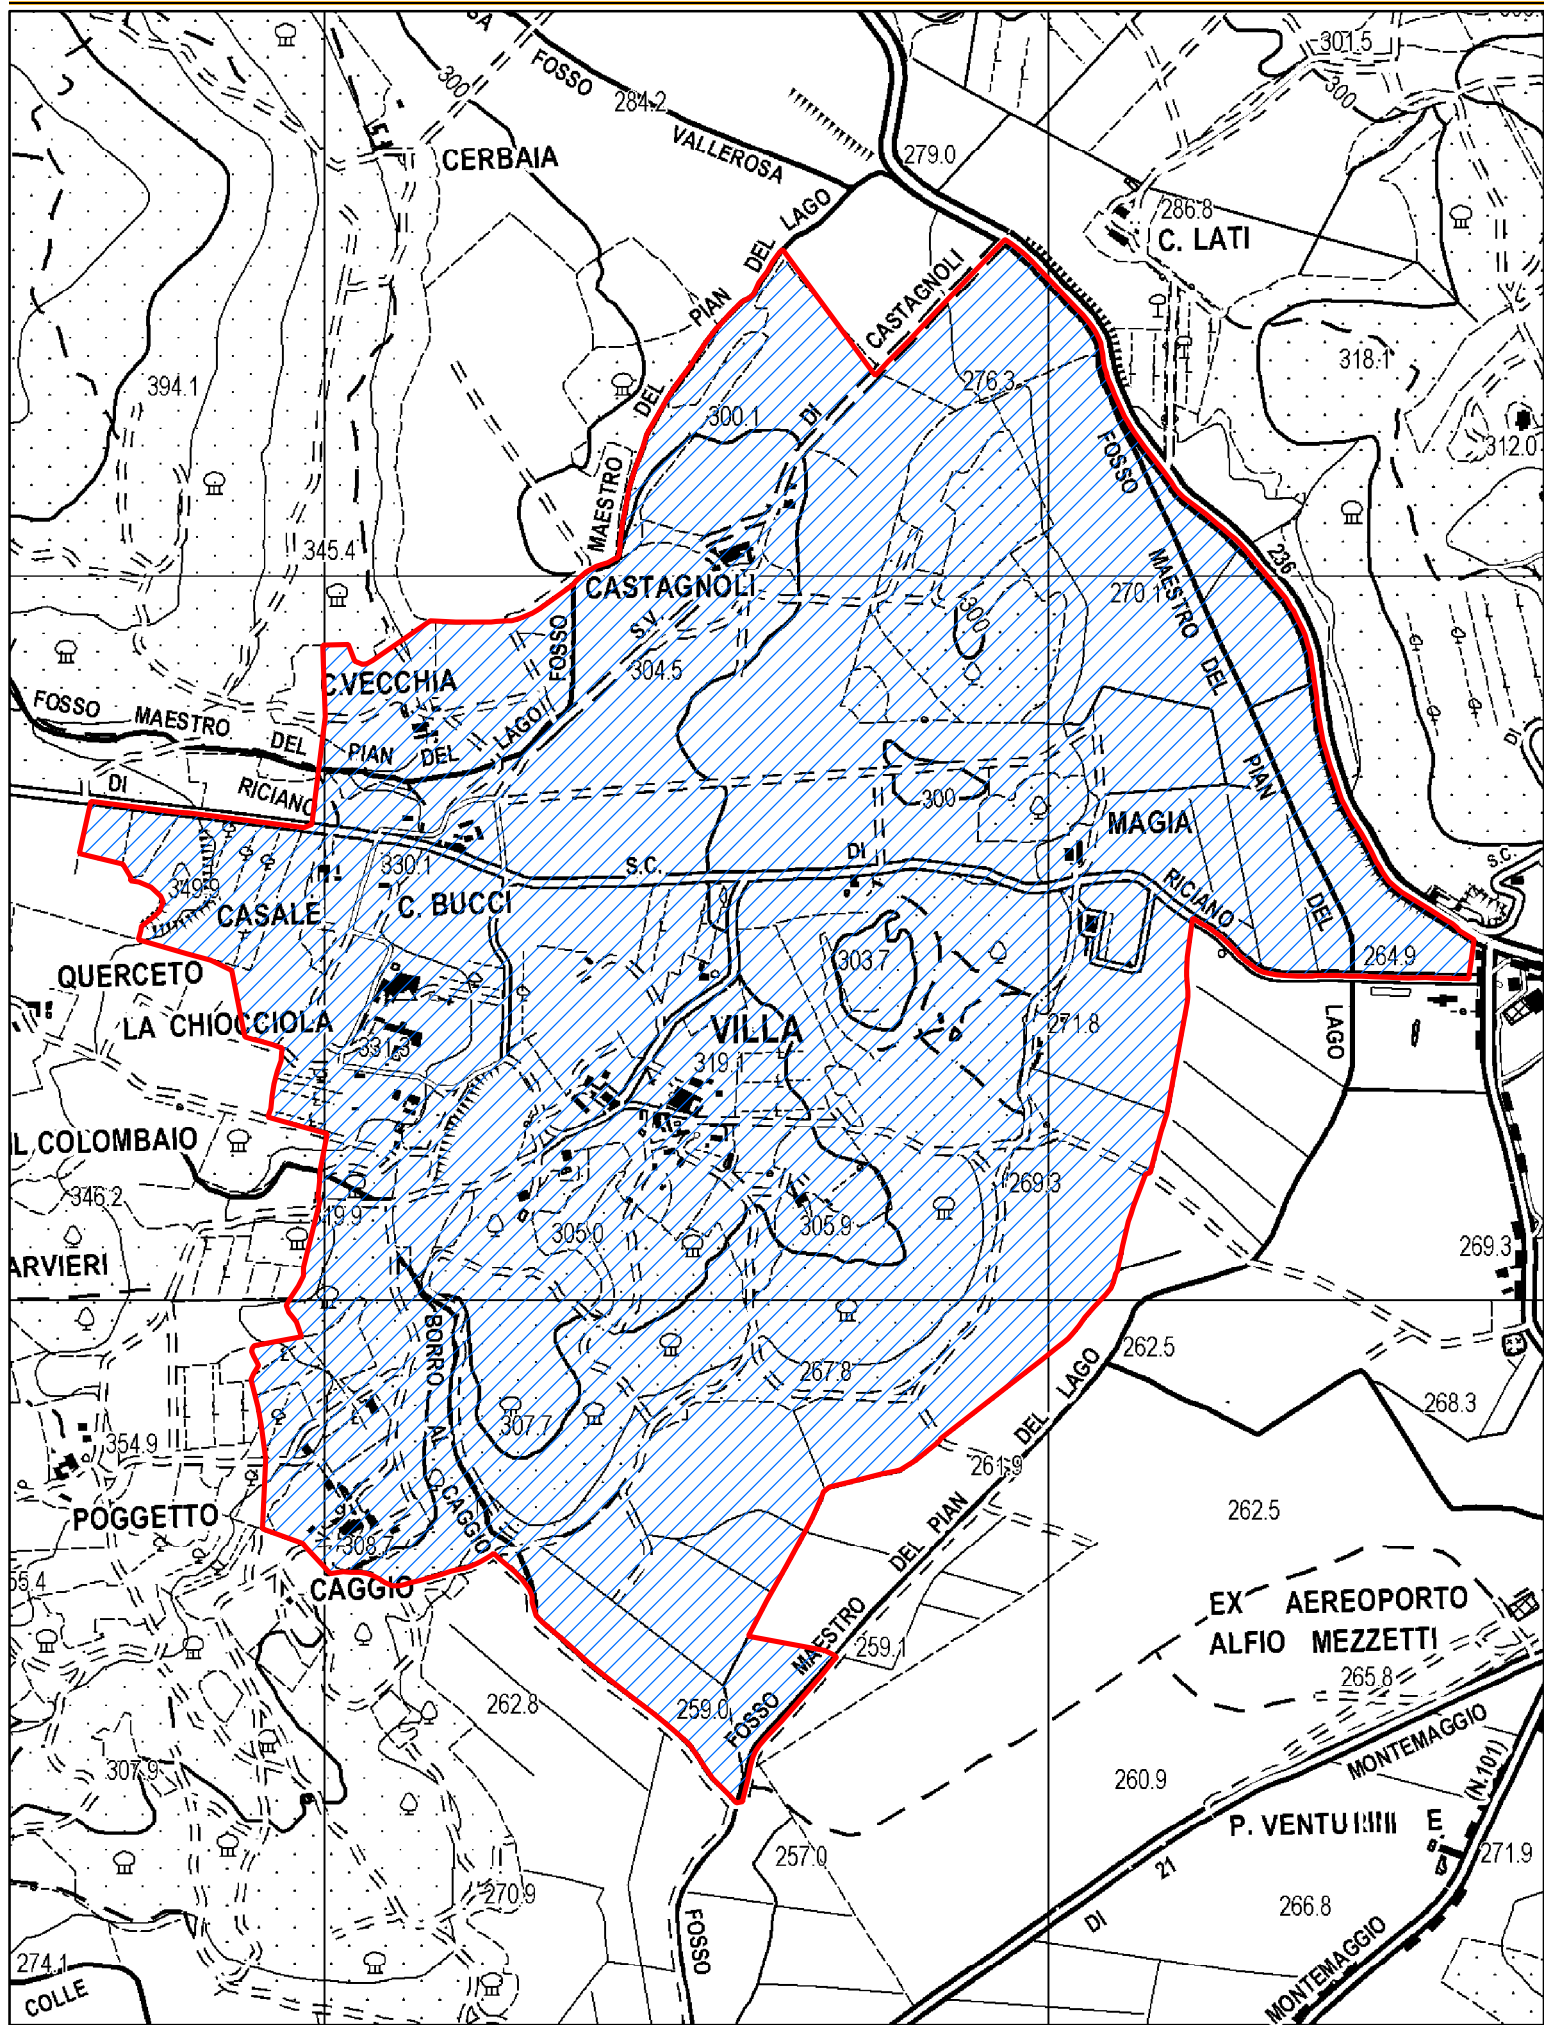 FOSSO
284.2
VALLEROSA
300
301.5
300
CERBAIA
279.0
286.8
C. LATI
MAESTRO DEL PIAN DEL LAGO
S.V. DI CASTAGNOLI
394.1
300.1
276.3
318.1
312.0
345.4
CASTAGNOLI
FOSSO MAESTRO DEL PIAN DEL LAGO
270.1
236
300
304.5
FOSSO
C.VECCHIA
FOSSO MAESTRO DEL PIAN DEL LAGO
DI RICIANO
300
MAGIA
DI
S.C.
330.1
S.C. DI RICIANO
349.9
CASALE
C. BUCCI
303.7
264.9
QUERCETO
LA CHIOCCIOLA
331.3
VILLA
319.1
271.8
IL COLOMBAIO
346.2
319.9
305.0
305.9
269.3
269.3
ARVIERI
BORRO AL CAGGIO
267.8
262.5
268.3
307.7
354.9
261.9
262.5
POGGETTO
308.7
CAGGIO
55.4
EX AEREOPORTO
ALFIO MEZZETTI
FOSSO MAESTRO DEL PIAN DEL LAGO
259.1
265.8
262.8
259.0
307.9
260.9
MONTEMAGGIO
(N.101)
P. VENTU
E.
257.0
21
271.9
270.9
266.8
DI
FOSSO
MONTEMAGGIO
274.1
COLLE